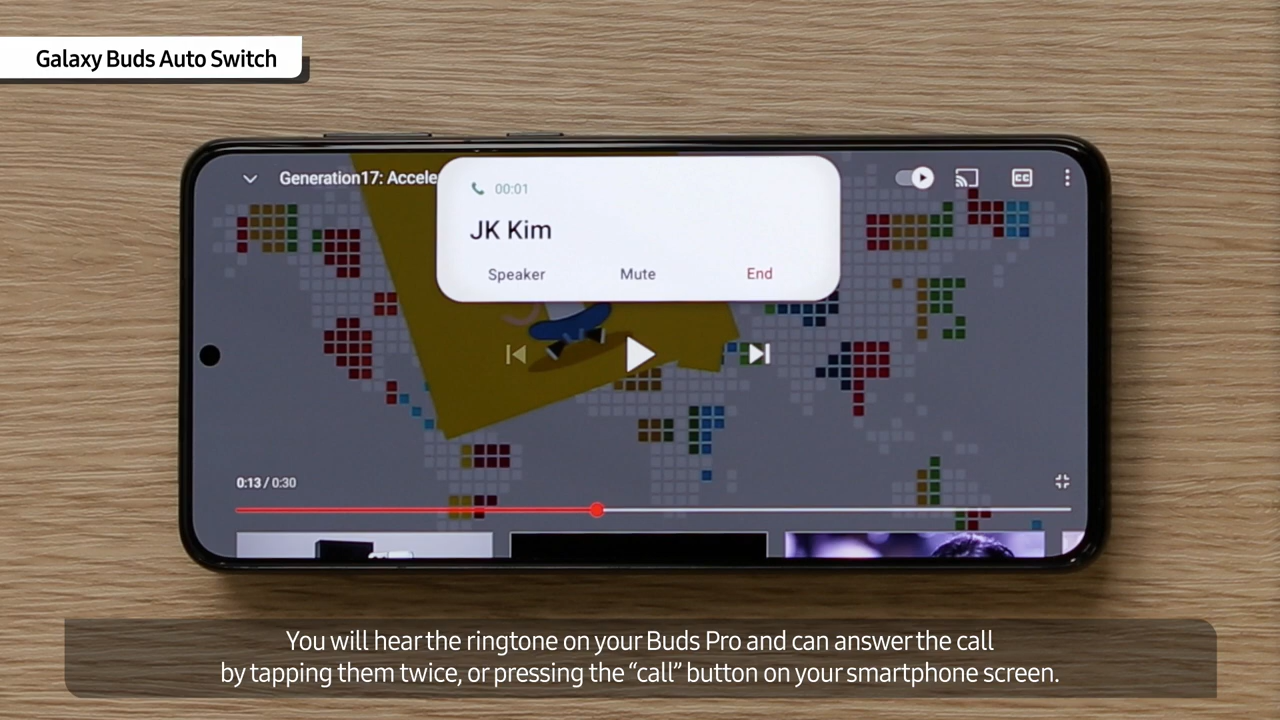 Galaxy Buds Auto Switch
Generation17: Accele
00:01
JK Kim
Speaker
Mute
End
CC
0:13 / 0:30
You will hear the ringtone on your Buds Pro and can answer the call
by tapping them twice, or pressing the “call” button on your smartphone screen.